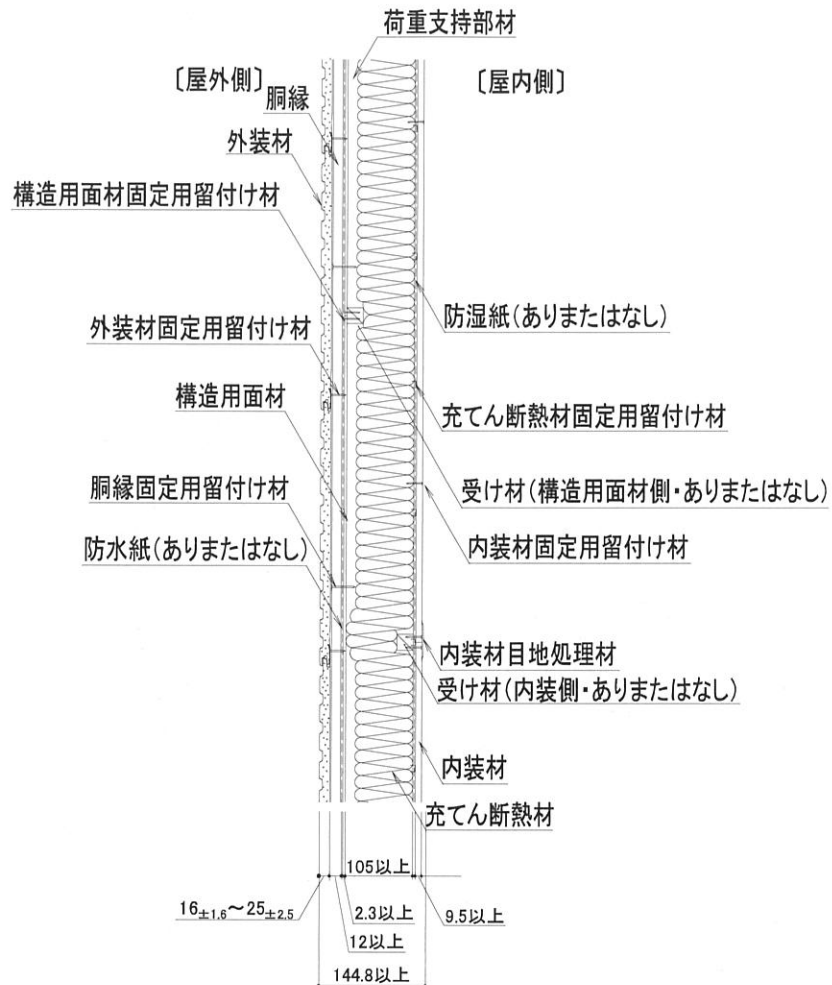 荷重支持部材
〔屋外側〕
〔屋内側〕
胴縁
外装材
構造用面材固定用留付け材
防湿紙(ありまたはなし)
外装材固定用留付け材
構造用面材
充てん断熱材固定用留付け材
胴縁固定用留付け材
受け材(構造用面材側・ありまたはなし)
防水紙(ありまたはなし)
内装材固定用留付け材
内装材目地処理材
受け材(内装側・ありまたはなし)
内装材
充てん断熱材
105以上
16±1.6～25±2.5
2.3以上
9.5以上
12以上
144.8以上